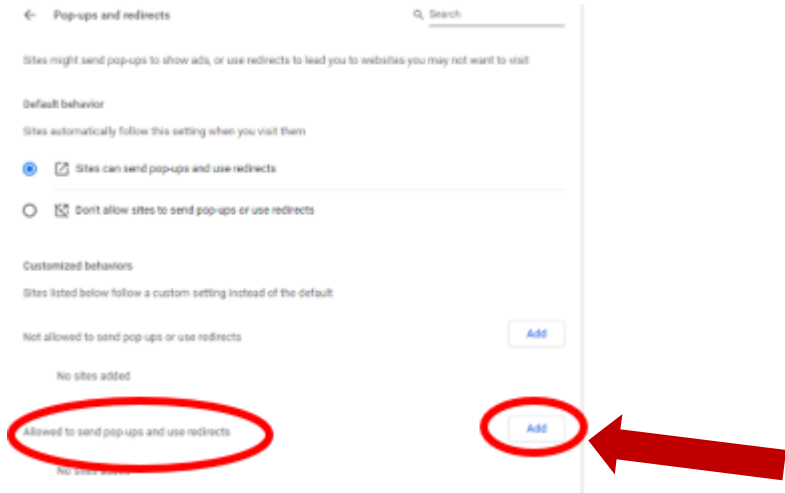 Pop-ups and redirects
Search
Sites might send pop-ups to show ads, or use redirects to lead you to websites you may not want to visit
Default behavior
Sites automatically follow this setting when you visit them
Sites can send pop-ups and use redirects
Don't allow sites to send pop-ups or use redirects
Customized behaviors
Sites listed below follow a custom setting instead of the default
Not allowed to send pop-ups or use redirects
Add
No sites added
Allowed to send pop-ups and use redirects
Add
No sites added